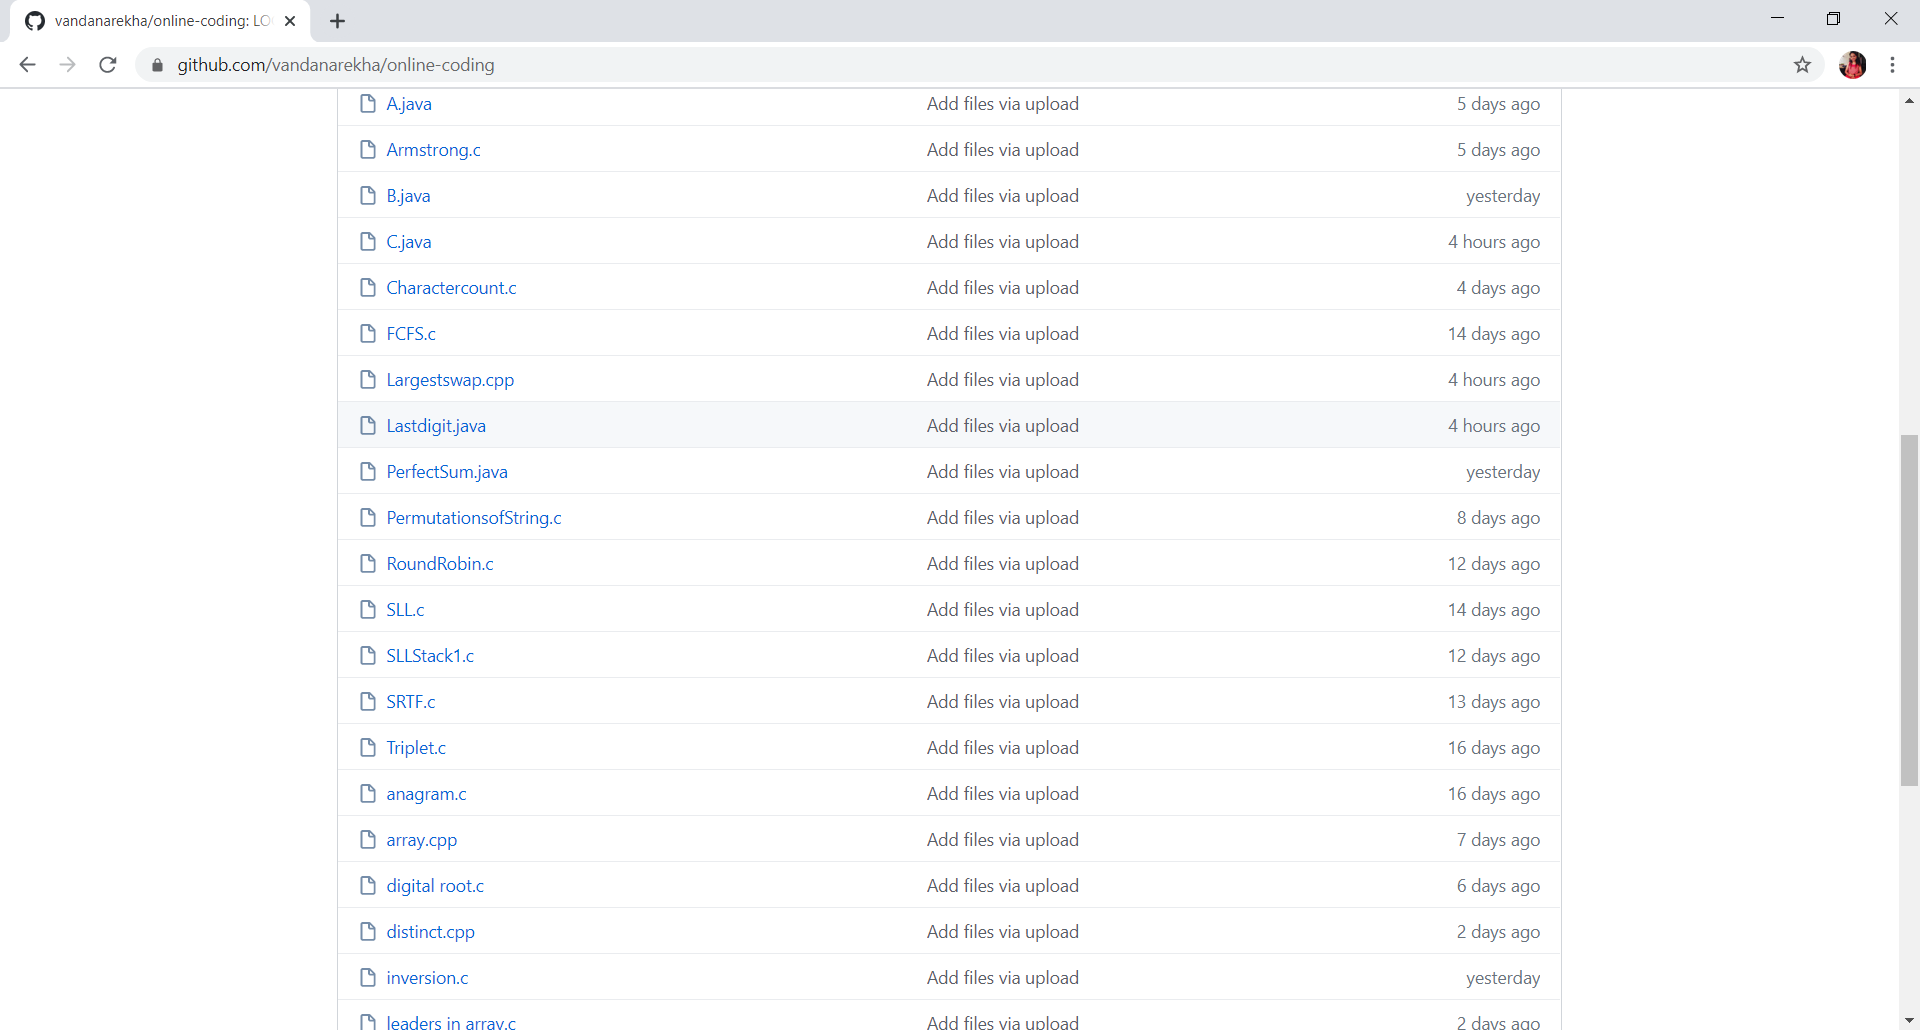 vandanarekha/online-coding: LO
github.com/vandanarekha/online-coding
A.java Add files via upload 5 days ago
Armstrong.c Add files via upload 5 days ago
B.java Add files via upload yesterday
C.java Add files via upload 4 hours ago
Charactercount.c Add files via upload 4 days ago
FCFS.c Add files via upload 14 days ago
Largestswap.cpp Add files via upload 4 hours ago
Lastdigit.java Add files via upload 4 hours ago
PerfectSum.java Add files via upload yesterday
PermutationsofString.c Add files via upload 8 days ago
RoundRobin.c Add files via upload 12 days ago
SLL.c Add files via upload 14 days ago
SLLStack1.c Add files via upload 12 days ago
SRTF.c Add files via upload 13 days ago
Triplet.c Add files via upload 16 days ago
anagram.c Add files via upload 16 days ago
array.cpp Add files via upload 7 days ago
digital root.c Add files via upload 6 days ago
distinct.cpp Add files via upload 2 days ago
inversion.c Add files via upload yesterday
leaders in array.c Add files via upload 2 days ago